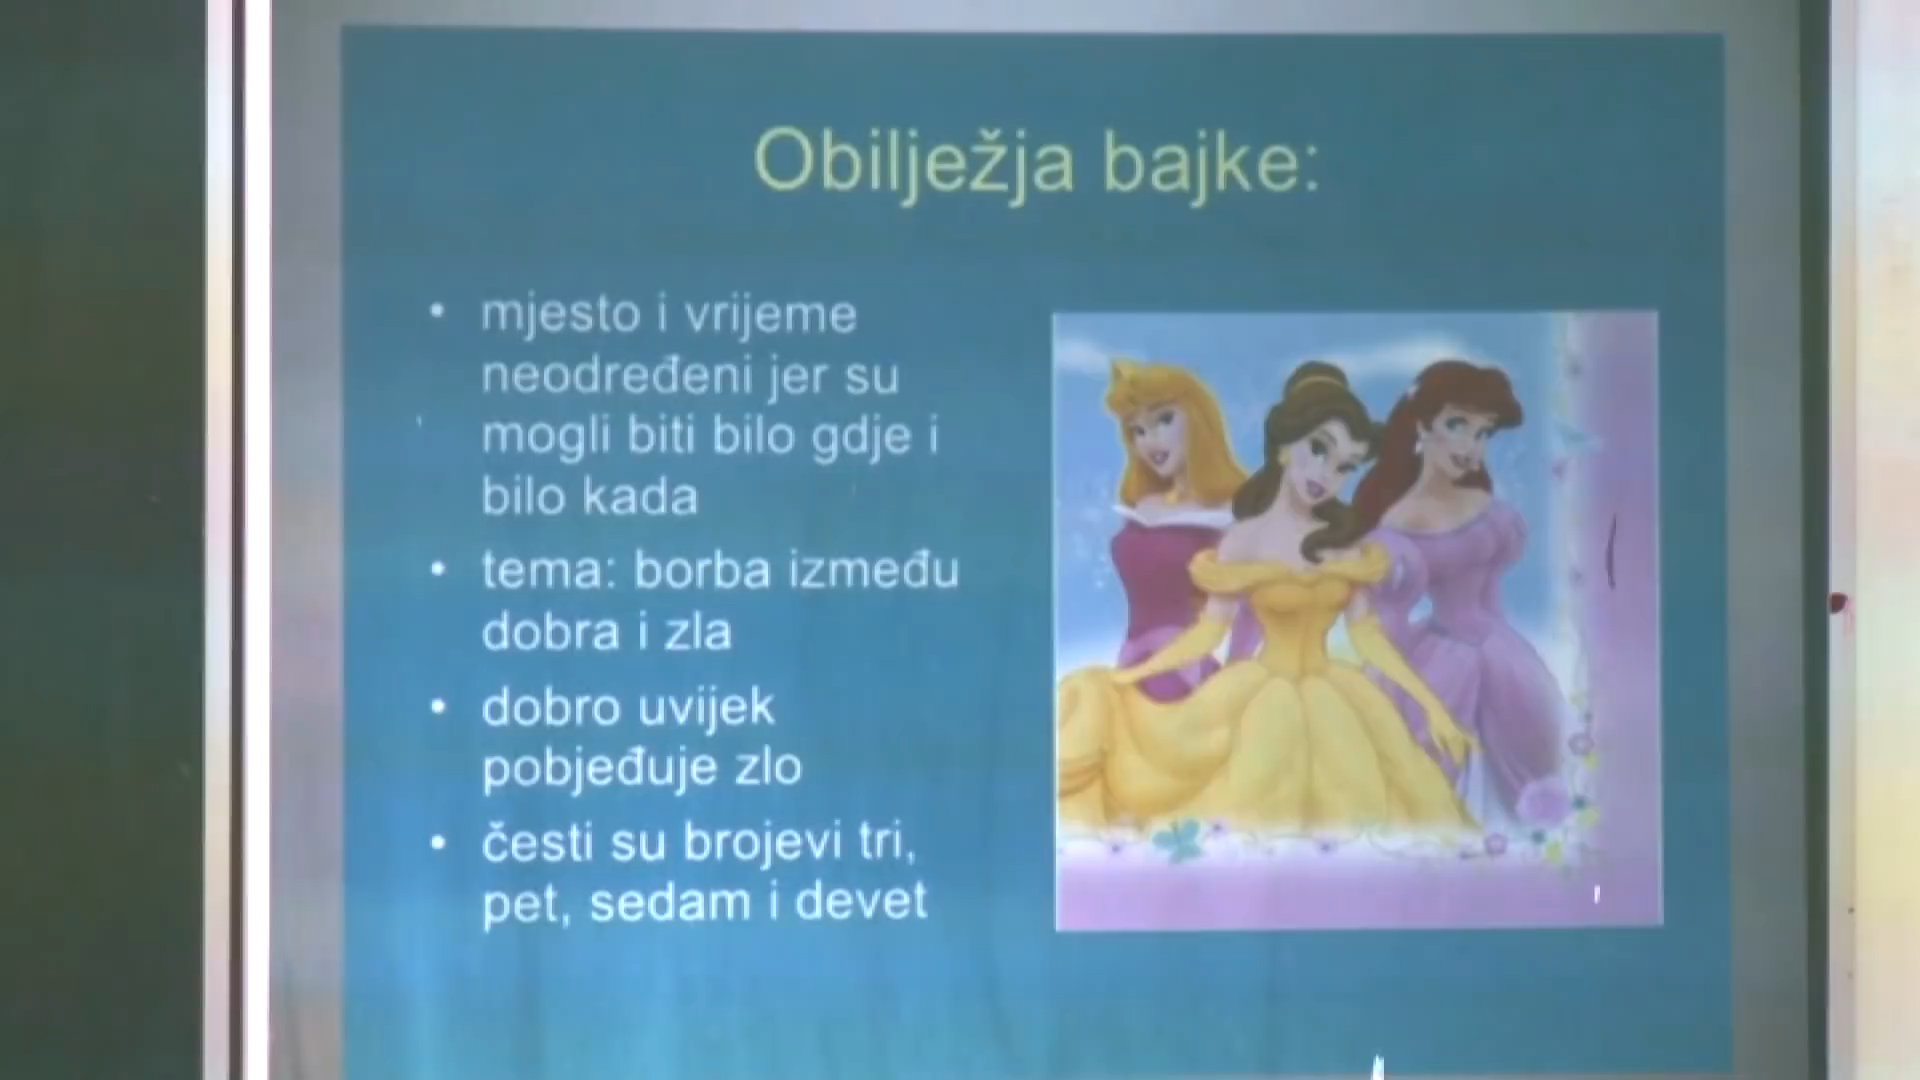 Obilježja bajke:
• mjesto i vrijeme
neodređeni jer su
mogli biti bilo gdje i
bilo kada
• tema: borba između
dobra i zla
• dobro uvijek
pobjeđuje zlo
• česti su brojevi tri,
pet, sedam i devet